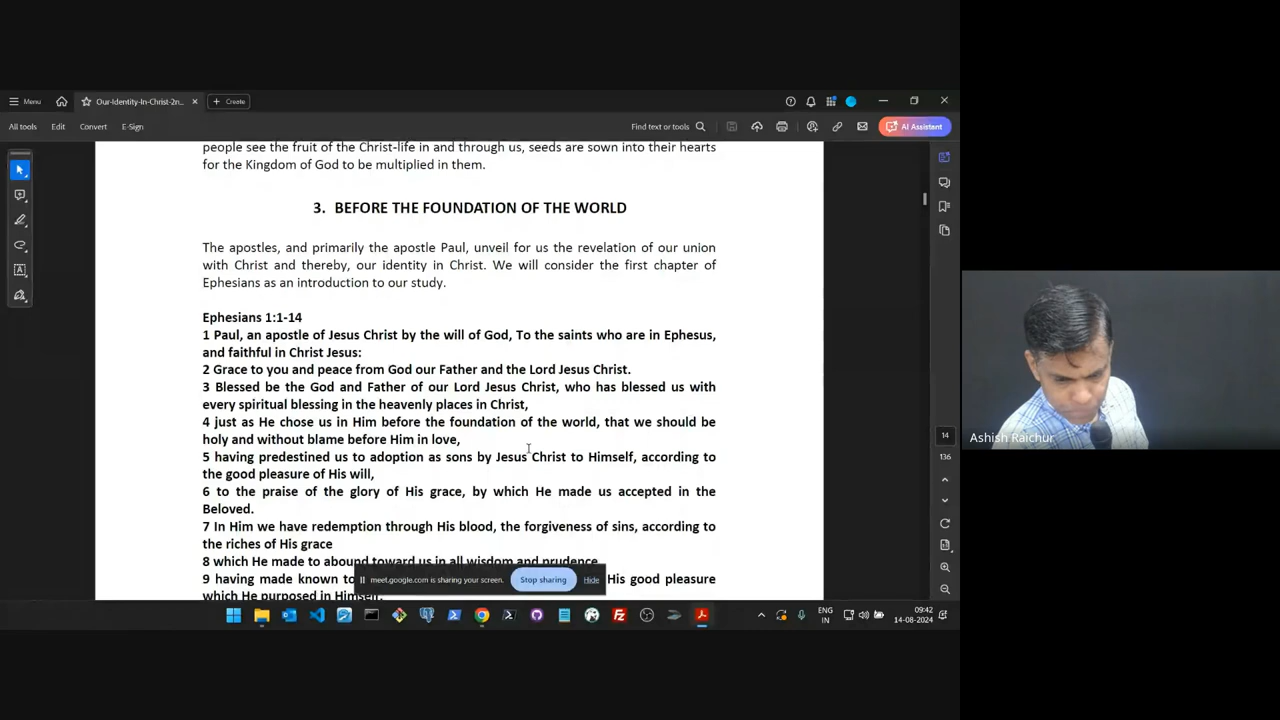 Menu
Our-Identity-In-Christ-2n...
Create
All tools
Edit
Convert
E-Sign
Find text or tools
AI Assistant
people see the fruit of the Christ-life in and through us, seeds are sown into their hearts
for the Kingdom of God to be multiplied in them.
3. BEFORE THE FOUNDATION OF THE WORLD
The apostles, and primarily the apostle Paul, unveil for us the revelation of our union
with Christ and thereby, our identity in Christ. We will consider the first chapter of
Ephesians as an introduction to our study.
Ephesians 1:1-14
1 Paul, an apostle of Jesus Christ by the will of God, To the saints who are in Ephesus,
and faithful in Christ Jesus:
2 Grace to you and peace from God our Father and the Lord Jesus Christ.
3 Blessed be the God and Father of our Lord Jesus Christ, who has blessed us with
every spiritual blessing in the heavenly places in Christ,
4 just as He chose us in Him before the foundation of the world, that we should be
holy and without blame before Him in love,
5 having predestined us to adoption as sons by Jesus Christ to Himself, according to
the good pleasure of His will,
6 to the praise of the glory of His grace, by which He made us accepted in the
Beloved.
7 In Him we have redemption through His blood, the forgiveness of sins, according to
the riches of His grace
8 which He made to abound toward us in all wisdom and prudence,
9 having made known to His good pleasure
which He purposed in Himself,
meet.google.com is sharing your screen.
Stop sharing
Hide
14
136
Ashish Raichur
ENG
IN
09:42
14-08-2024